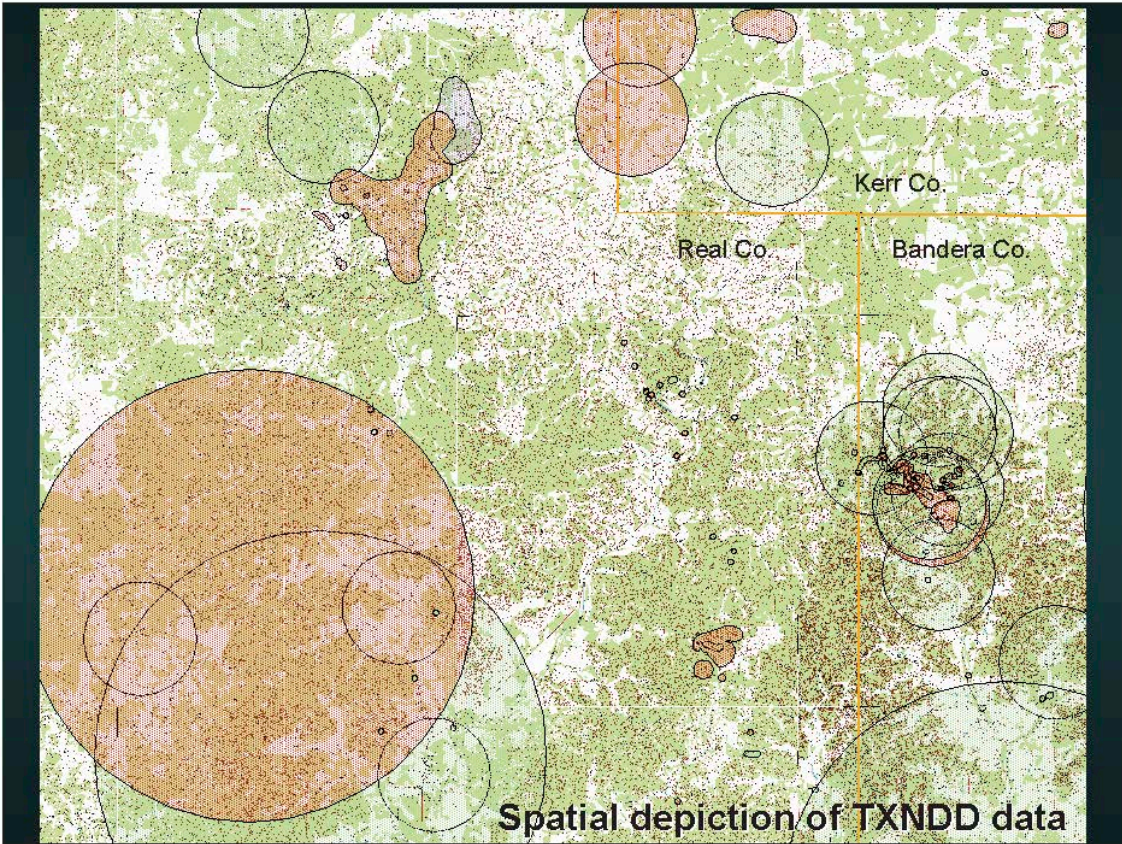 Kerr Co.
Real Co.
Bandera Co.
Spatial depiction of TXNDD data